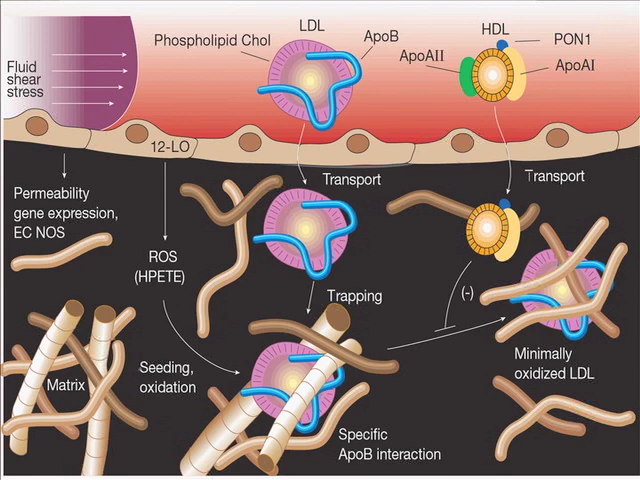 LDL
HDL
Phospholipid Chol
ApoB
PON1
ApoAII
ApoAI
Fluid
shear
stress
12-LO
Permeability
gene expression,
EC NOS
Transport
Transport
ROS
(HPETE)
Trapping
(-)
Matrix
Seeding,
oxidation
Minimally
oxidized LDL
Specific
ApoB interaction